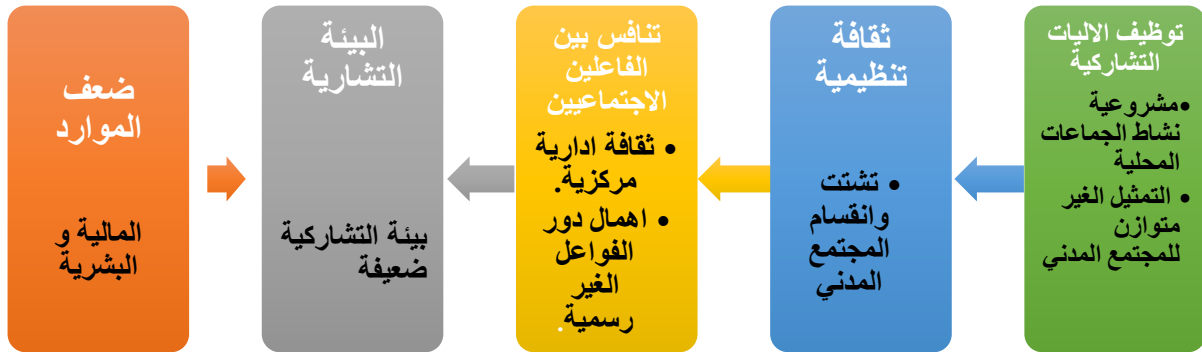 توظيف الاليات
التشاركية
•مشروعية
نشاط الجماعات
المحلية
• التمثيل الغير
متوازن
للمجتمع المدني
ثقافة
تنظيمية
• تشتت
وانقسام
المجتمع
المدني
تنافس بين
الفاعلين
الاجتماعيين
• ثقافة ادارية
مركزية.
• اهمال دور
الفواعل
الغير
رسمية.
البيئة
التشارية
بيئة التشاركية
ضعيفة
ضعف
الموارد
المالية و
البشرية